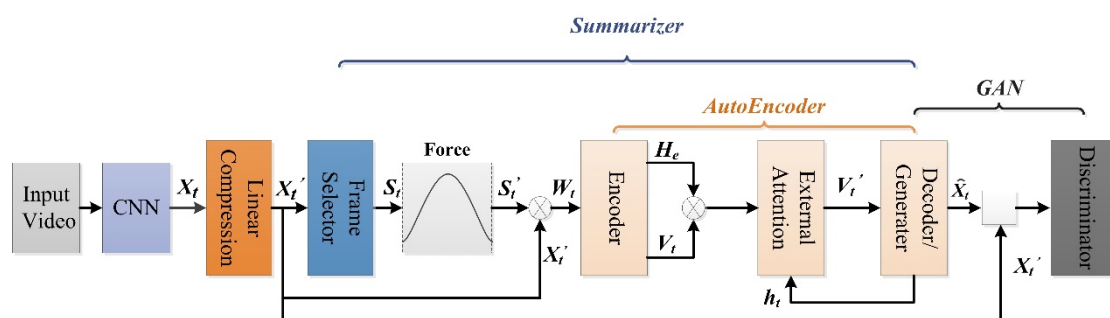 Summarizer
GAN
AutoEncoder
Input
Video
CNN
X_t
Linear
Compression
X_t'
Frame
Selector
S_t
Force
S_t'
W_t
X_t'
Encoder
H_e
V_t
External
Attention
V_t'
h_t
Dccoder/
Generater
X̂_t
X_t'
Discriminator